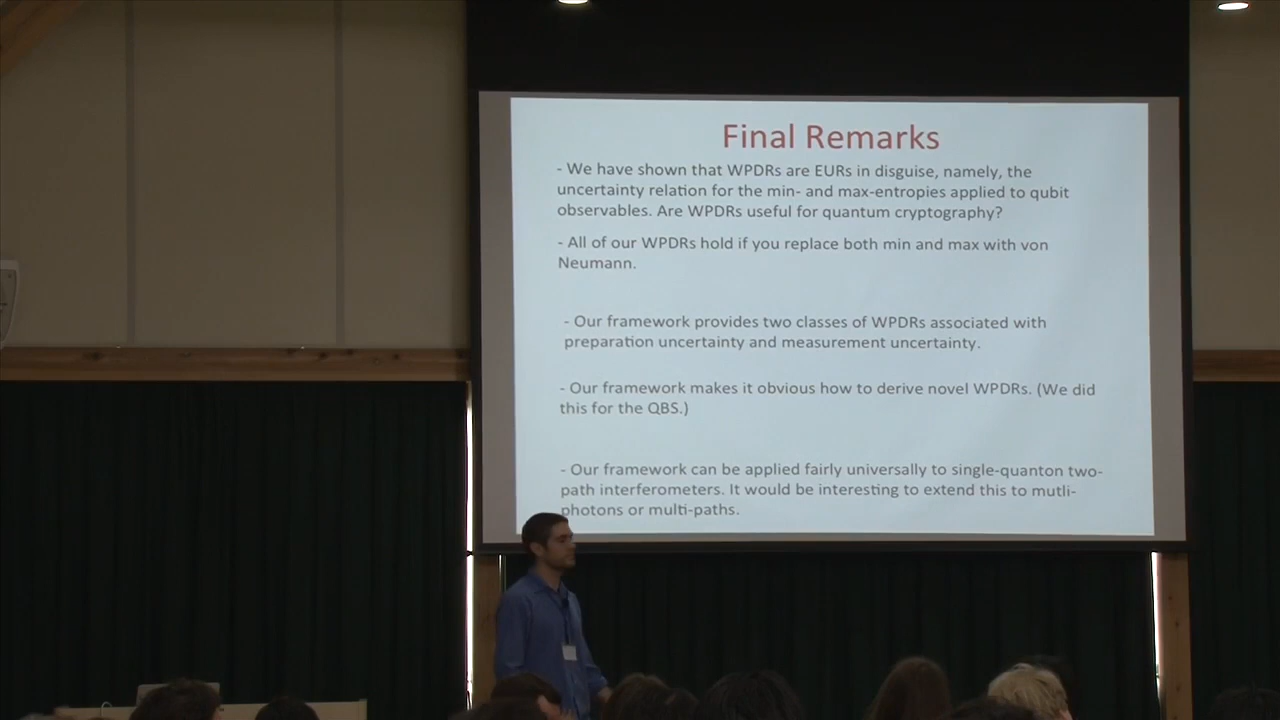 Final Remarks
- We have shown that WPDRs are EURs in disguise, namely, the
uncertainty relation for the min- and max-entropies applied to qubit
observables. Are WPDRs useful for quantum cryptography?
- All of our WPDRs hold if you replace both min and max with von
Neumann.
- Our framework provides two classes of WPDRs associated with
preparation uncertainty and measurement uncertainty.
- Our framework makes it obvious how to derive novel WPDRs. (We did
this for the QBS.)
- Our framework can be applied fairly universally to single-quanton two-
path interferometers. It would be interesting to extend this to mutli-
photons or multi-paths.